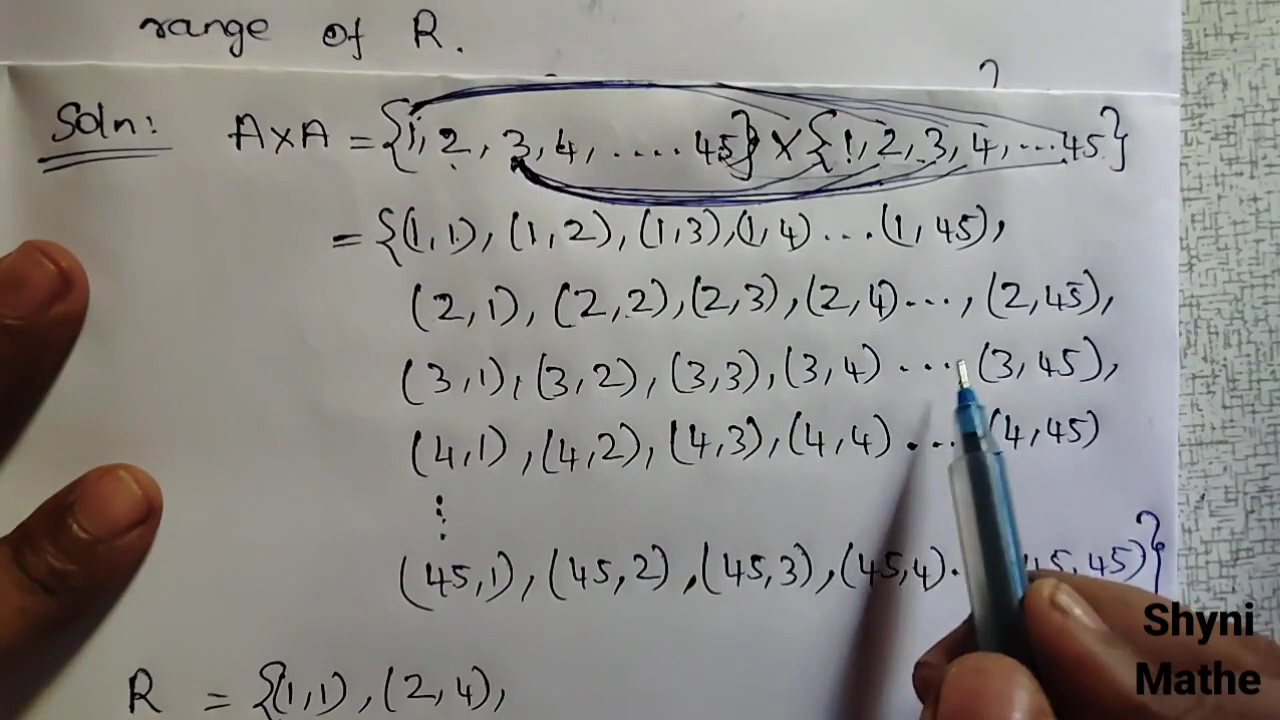 range of R.
Soln: A×A = {1, 2, 3, 4, .... 45} × {1, 2, 3, 4, ... 45}
= {(1,1), (1,2), (1,3), (1,4) ... (1,45),
(2,1), (2,2), (2,3), (2,4) ..., (2,45),
(3,1), (3,2), (3,3), (3,4) .... (3,45),
(4,1), (4,2), (4,3), (4,4) ... (4,45)
⋮
(45,1), (45,2), (45,3), (45,4). 45,45)}
R = {(1,1), (2,4),
Shyni
Mathe